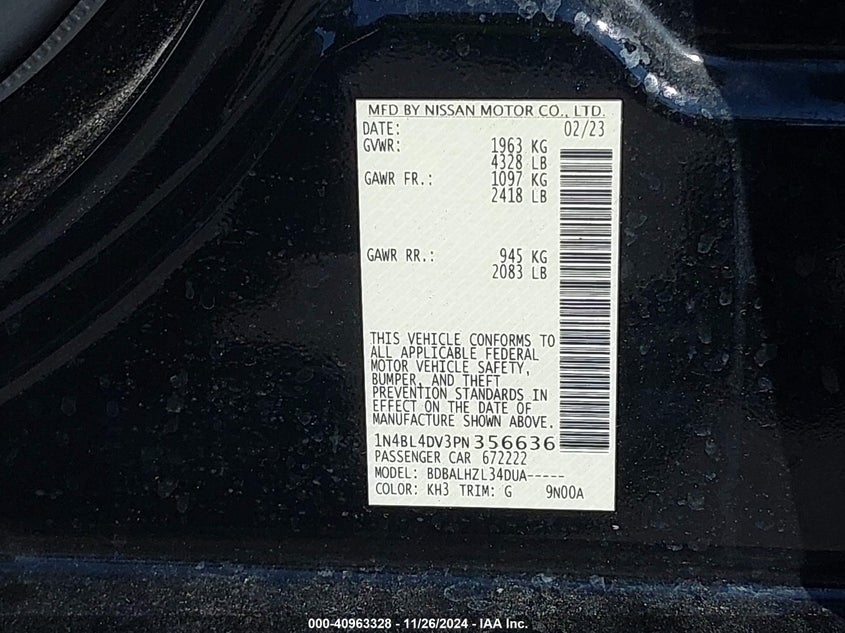 MFD BY NISSAN MOTOR CO., LTD.
DATE: 02/23
GVWR: 1963 KG
4328 LB
GAWR FR.: 1097 KG
2418 LB
GAWR RR.: 945 KG
2083 LB
THIS VEHICLE CONFORMS TO
ALL APPLICABLE FEDERAL
MOTOR VEHICLE SAFETY,
BUMPER, AND THEFT
PREVENTION STANDARDS IN
EFFECT ON THE DATE OF
MANUFACTURE SHOWN ABOVE.
1N4BL4DV3PN356636
PASSENGER CAR 672222
MODEL: BDBALHZL34DUA-----
COLOR: KH3 TRIM: G 9N00A
000-40963328 - 11/26/2024 - IAA Inc.